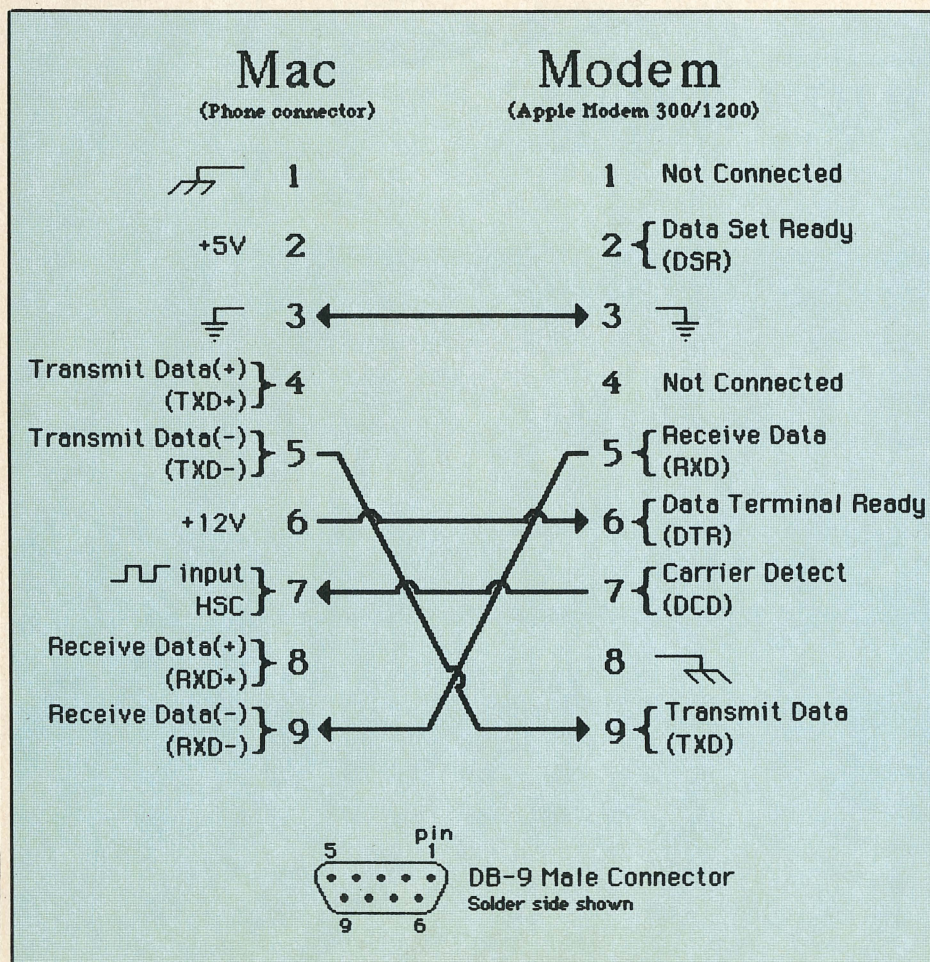 Mac
(Phone connector)
Modem
(Apple Modem 300/1200)
1
1 Not Connected
+5V 2
2 Data Set Ready
(DSR)
3
3
Transmit Data(+)
(TXD+)
4
4 Not Connected
Transmit Data(-)
(TXD-)
5
5 Receive Data
(RXD)
+12V 6
6 Data Terminal Ready
(DTR)
input
HSC
7
7 Carrier Detect
(DCD)
Receive Data(+)
(RXD+)
8
8
Receive Data(-)
(RXD-)
9
9 Transmit Data
(TXD)
pin
5 1
9 6
DB-9 Male Connector
Solder side shown